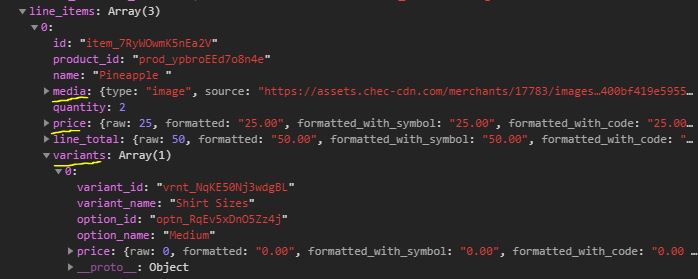 ▼ line_items: Array(3)
▼ 0:
id: "item_7RyWOwmK5nEa2V"
product_id: "prod_ypbroEEd7o8n4e"
name: "Pineapple "
▶ media: {type: "image", source: "https://assets.chec-cdn.com/merchants/17783/images…400bf419e5955…
quantity: 2
▶ price: {raw: 25, formatted: "25.00", formatted_with_symbol: "25.00", formatted_with_code: "25.00…
▶ line_total: {raw: 50, formatted: "50.00", formatted_with_symbol: "50.00", formatted_with_code: "…
▼ variants: Array(1)
▼ 0:
variant_id: "vrnt_NqKE50Nj3wdgBL"
variant_name: "Shirt Sizes"
option_id: "optn_RqEv5xDnO5Zz4j"
option_name: "Medium"
▶ price: {raw: 0, formatted: "0.00", formatted_with_symbol: "0.00", formatted_with_code: "0.00 …
▶ __proto__: Object